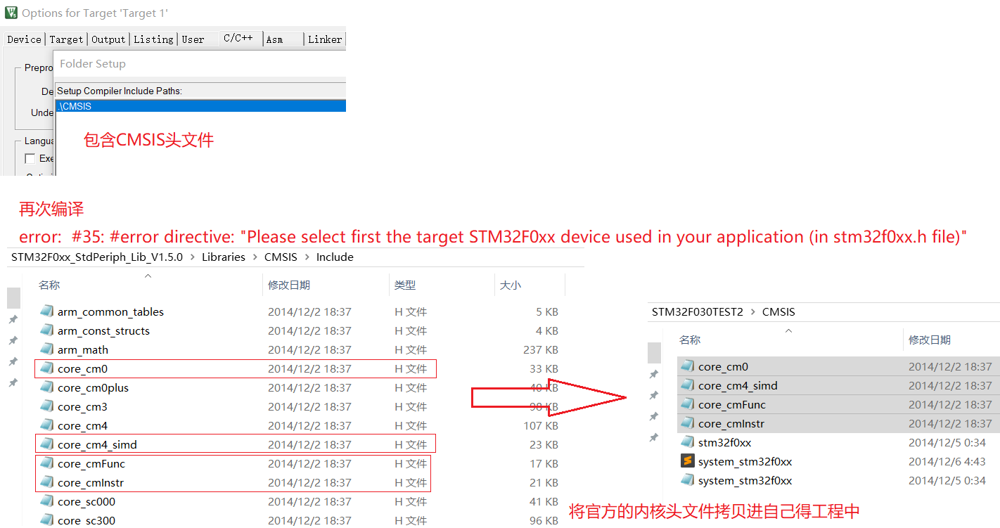 Options for Target 'Target 1'
Device Target Output Listing User C/C++ Asm Linker
Folder Setup
Prepro
Setup Compiler Include Paths:
De
.\CMSIS
Unde
包含CMSIS头文件
Langua
Exe
再次编译
error: #35: #error directive: "Please select first the target STM32F0xx device used in your application (in stm32f0xx.h file)"
STM32F0xx_StdPeriph_Lib_V1.5.0 > Libraries > CMSIS > Include
名称 修改日期 类型 大小
arm_common_tables 2014/12/2 18:37 H 文件 5 KB
arm_const_structs 2014/12/2 18:37 H 文件 4 KB
arm_math 2014/12/2 18:37 H 文件 237 KB
core_cm0 2014/12/2 18:37 H 文件 33 KB
core_cm0plus 2014/12/2 18:37 H 文件 40 KB
core_cm3 2014/12/2 18:37 H 文件 98 KB
core_cm4 2014/12/2 18:37 H 文件 107 KB
core_cm4_simd 2014/12/2 18:37 H 文件 23 KB
core_cmFunc 2014/12/2 18:37 H 文件 17 KB
core_cmInstr 2014/12/2 18:37 H 文件 21 KB
core_sc000 2014/12/2 18:37 H 文件 41 KB
core_sc300 2014/12/2 18:37 H 文件 96 KB
STM32F030TEST2 > CMSIS
名称 修改日期
core_cm0 2014/12/2 18:37
core_cm4_simd 2014/12/2 18:37
core_cmFunc 2014/12/2 18:37
core_cmInstr 2014/12/2 18:37
stm32f0xx 2014/12/5 0:34
system_stm32f0xx 2014/12/6 4:43
system_stm32f0xx 2014/12/5 0:34
将官方的内核头文件拷贝进自己得工程中